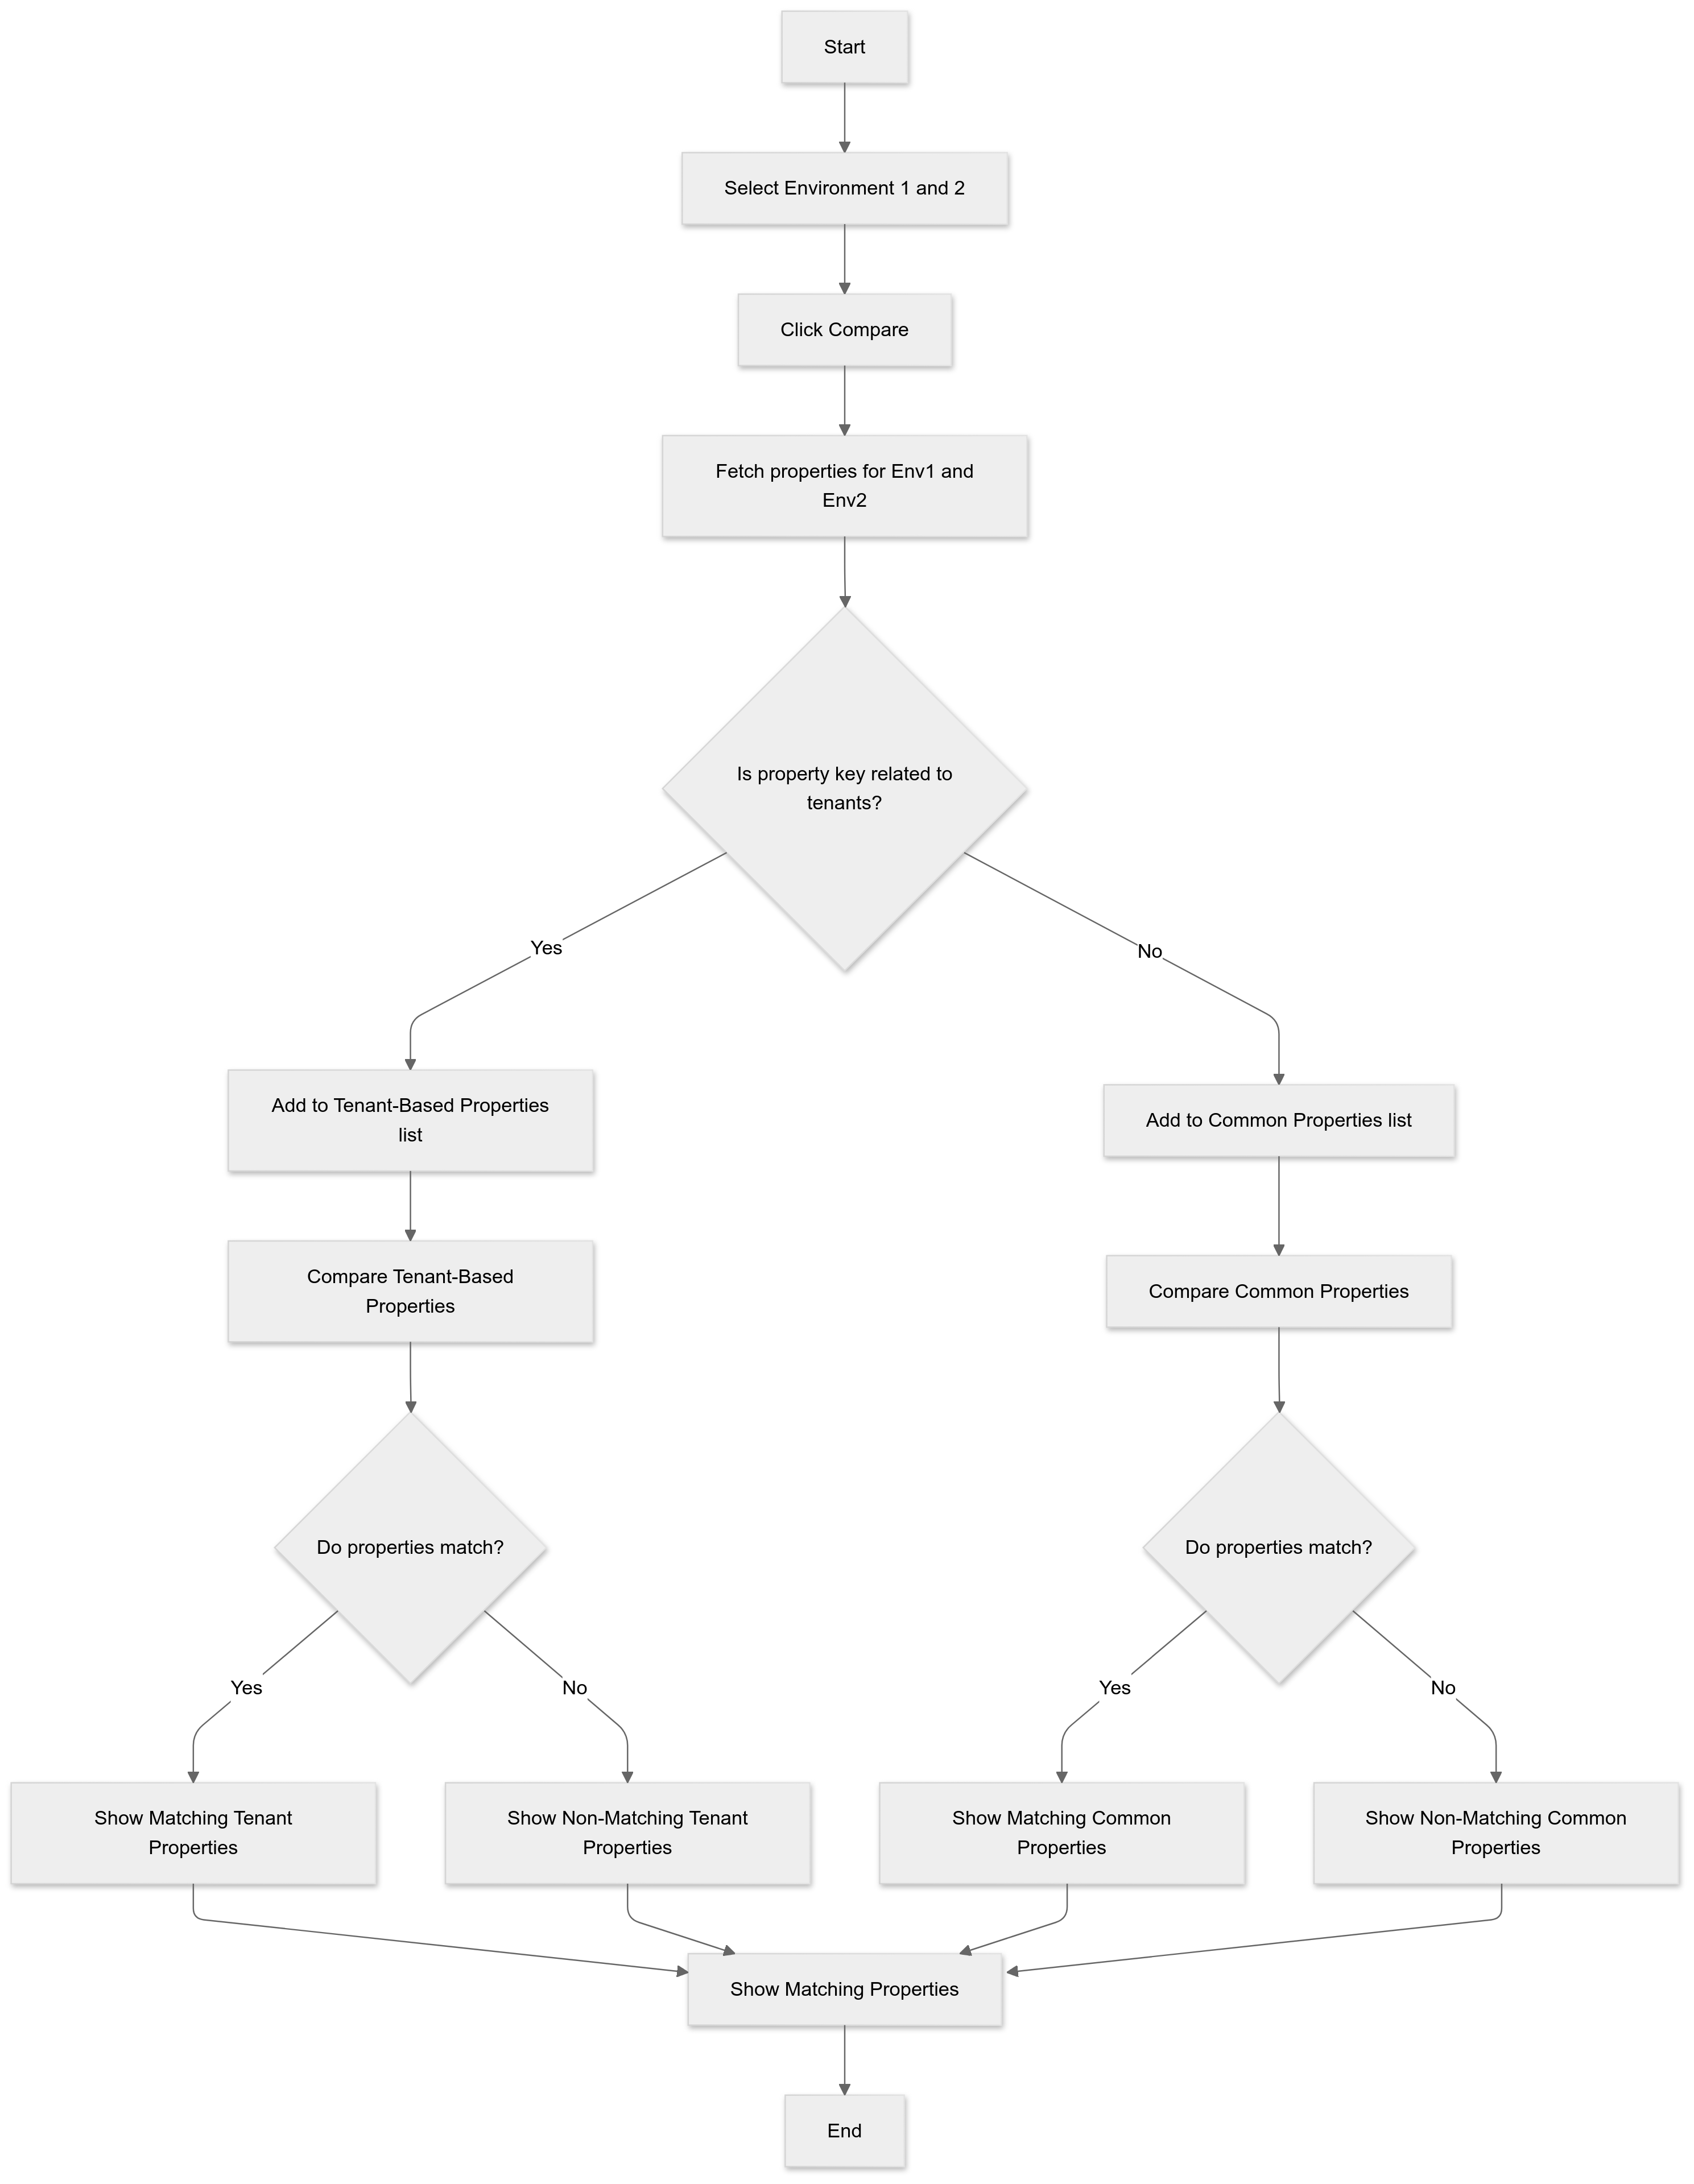 Start
Select Environment 1 and 2
Click Compare
Fetch properties for Env1 and
Env2
Is property key related to
tenants?
Yes
No
Add to Tenant-Based Properties
list
Add to Common Properties list
Compare Tenant-Based
Properties
Compare Common Properties
Do properties match?
Do properties match?
Yes
No
Yes
No
Show Matching Tenant
Properties
Show Non-Matching Tenant
Properties
Show Matching Common
Properties
Show Non-Matching Common
Properties
Show Matching Properties
End